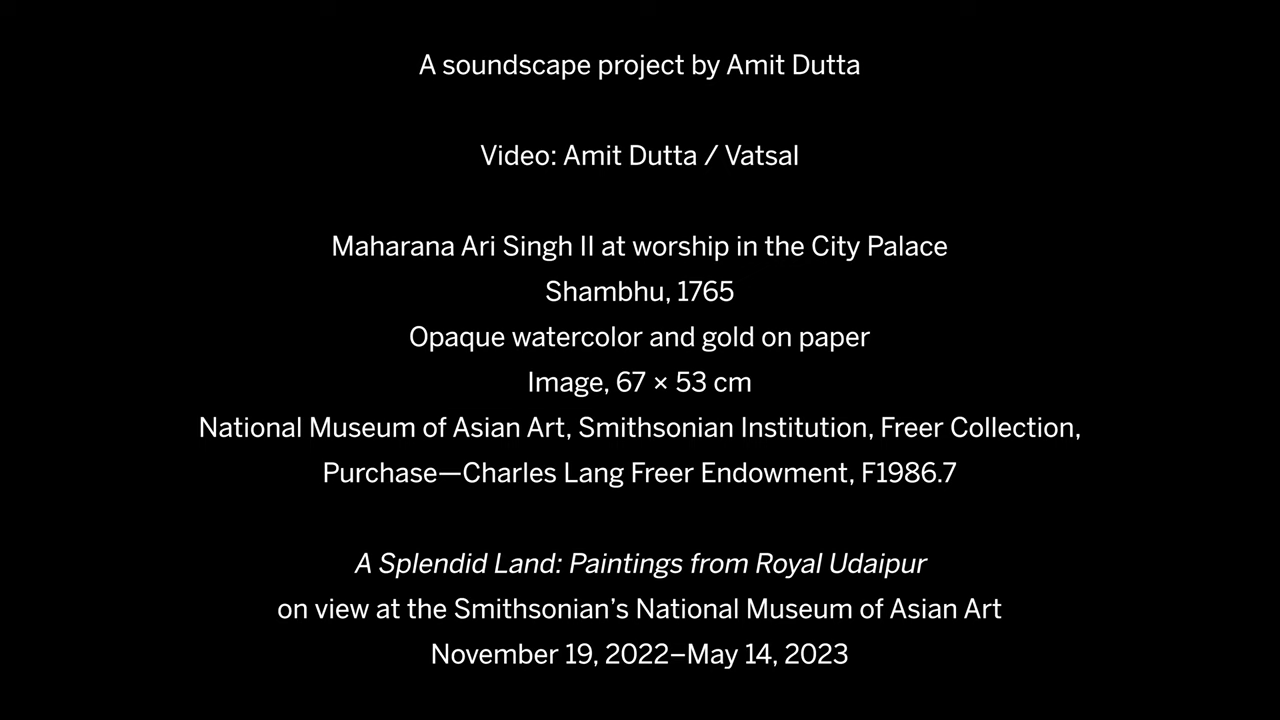 A soundscape project by Amit Dutta
Video: Amit Dutta / Vatsal
Maharana Ari Singh II at worship in the City Palace
Shambhu, 1765
Opaque watercolor and gold on paper
Image, 67 × 53 cm
National Museum of Asian Art, Smithsonian Institution, Freer Collection,
Purchase—Charles Lang Freer Endowment, F1986.7
A Splendid Land: Paintings from Royal Udaipur
on view at the Smithsonian’s National Museum of Asian Art
November 19, 2022–May 14, 2023